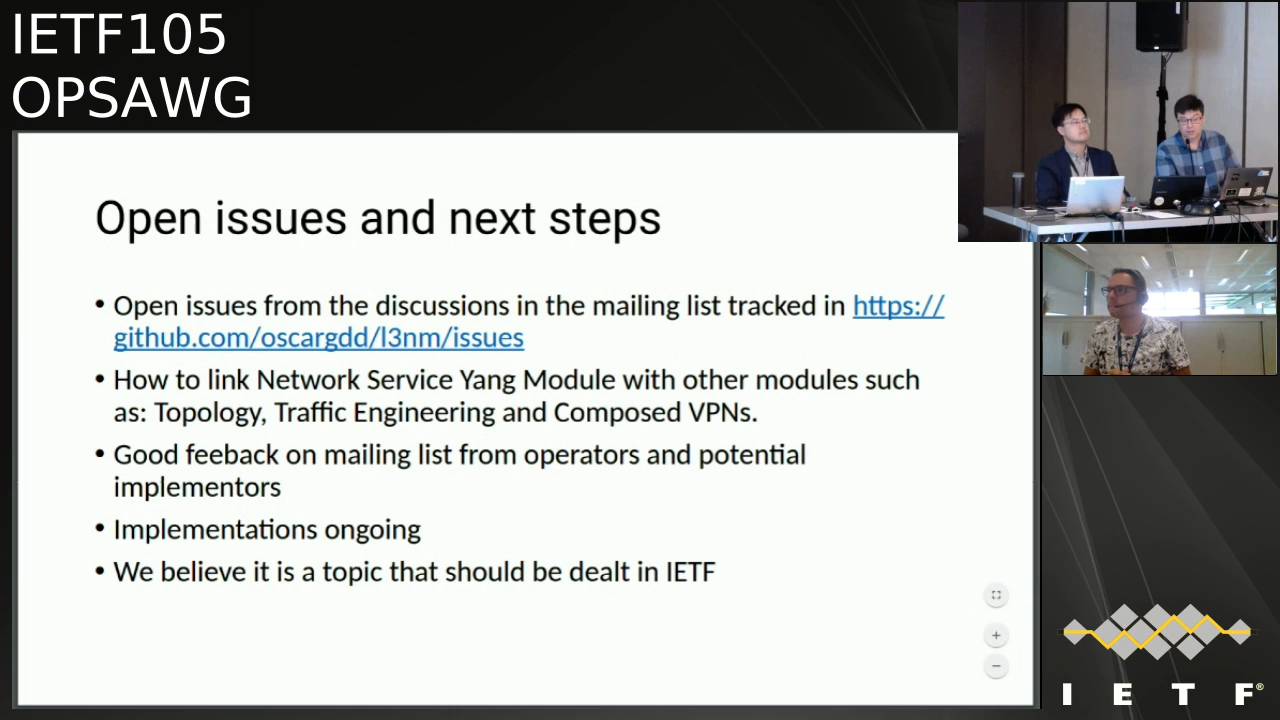 IETF105
OPSAWG
Open issues and next steps
• Open issues from the discussions in the mailing list tracked in https://
github.com/oscargdd/l3nm/issues
• How to link Network Service Yang Module with other modules such
as: Topology, Traffic Engineering and Composed VPNs.
• Good feeback on mailing list from operators and potential
implementors
• Implementations ongoing
• We believe it is a topic that should be dealt in IETF
I E T F®